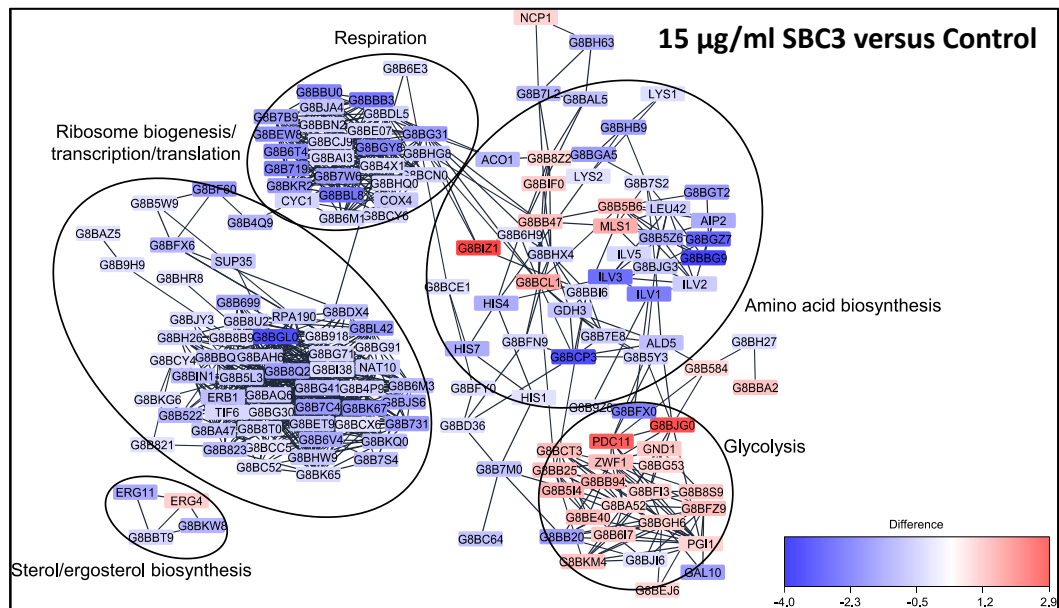 15 µg/ml SBC3 versus Control
NCP1
G8BH63
Respiration
G8B6E3
G8BBU0
G8BBB3
G8BJA4
G8BDL5
G8B7B9
G8BBN2
G8BEW8
G8BE07
G8BG31
G8BCJ9
G8B6T4
G8BGY8
G8BHG8
G8BAI3
G8B719
G8B4X1
G8BCN0
G8B7W6
G8BKR2
G8BHQ0
G8BBL8
CYC1
COX4
G8B4Q9
G8B6M1
G8BCY6
G8B7L2
G8BAL5
LYS1
G8BHB9
ACO1
G8B8Z2
G8BGA5
LYS2
G8B7S2
G8BIF0
G8BGT2
G8B5B6
LEU42
AIP2
G8BB47
MLS1
G8B6H9
G8B5Z6
G8BGZ7
G8BIZ1
G8BHX4
ILV5
G8BBG9
G8BJG3
G8BCL1
ILV3
ILV2
G8BCE1
G8BBI6
ILV1
HIS4
GDH3
Amino acid biosynthesis
G8B7E8
G8BFN9
ALD5
HIS7
G8BCP3
G8B5Y3
G8BH27
G8B584
G8BBA2
G8BFY0
HIS1
G8B9Z8
G8BFX0
G8BD36
G8BJG0
Ribosome biogenesis/
transcription/translation
G8BF60
G8B5W9
G8BAZ5
G8BFX6
G8B9H9
SUP35
G8BHR8
G8B699
RPA190
G8BDX4
G8BJY3
G8B8U2
G8BL42
G8BH26
G8B8B9
G8BGL0
G8B918
G8BG91
G8BCY4
G8BBQ
G8BAH6
G8BG71
NAT10
G8BIN1
G8B5L3
G8B8Q2
G8BI38
G8B6M3
G8BKG6
ERB1
G8BAQ6
G8BG41
G8B4P9
G8BJS6
G8B522
TIF6
G8BG30
G8B7C4
G8BK67
G8B731
G8BA47
G8B8T0
G8BET9
G8BCX6
G8B821
G8B823
G8BCC5
G8B6V4
G8BKQ0
G8BC52
G8BHW9
G8B7S4
G8BK65
Glycolysis
PDC11
GND1
G8BCT3
ZWF1
G8BG53
G8B7M0
G8BB25
G8BB94
G8B5I4
G8BFI3
G8B8S9
G8BA52
G8BFZ9
G8BE40
G8BGH6
G8BB20
G8B6I7
PGI1
G8BC64
G8BKM4
G8BJI6
GAL10
G8BEJ6
ERG11
ERG4
G8BKW8
G8BBT9
Sterol/ergosterol biosynthesis
Difference
-4.0
-2.3
-0.5
1.2
2.9